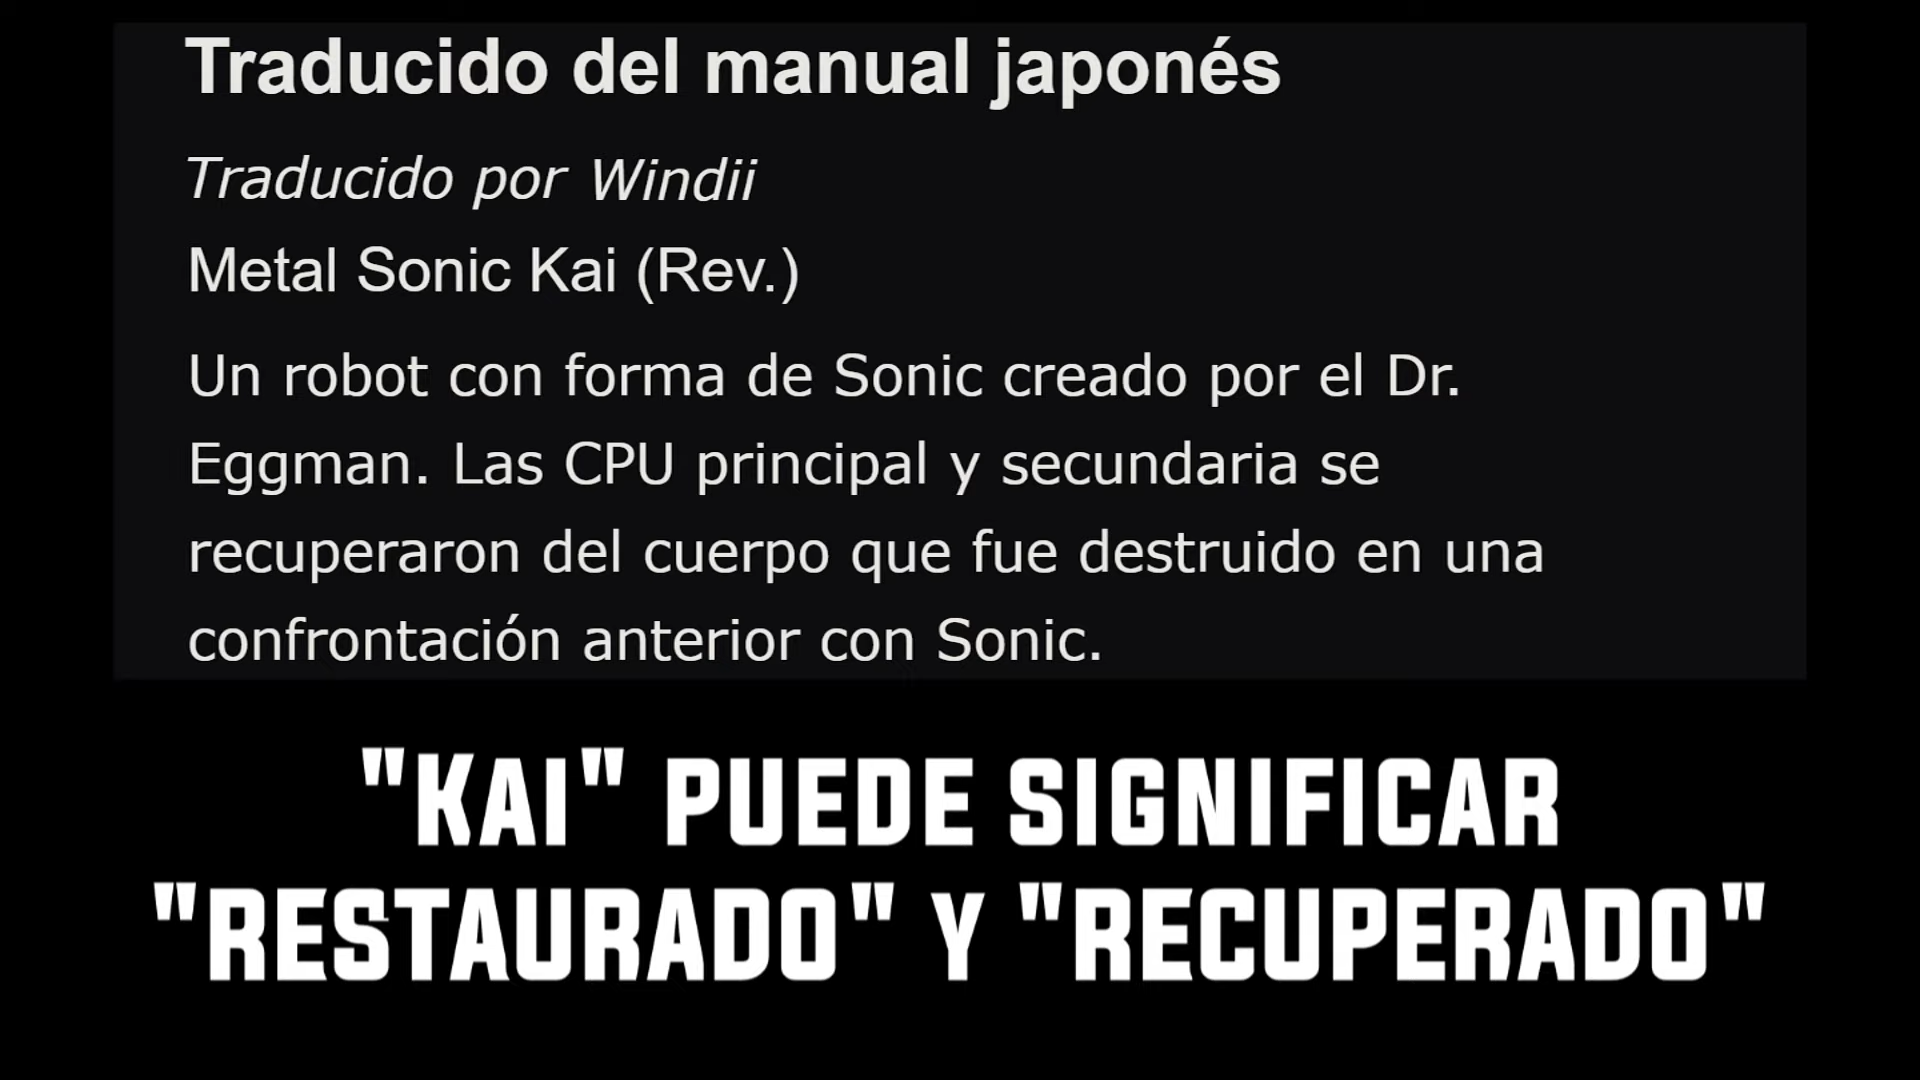 Traducido del manual japonés
Traducido por Windii
Metal Sonic Kai (Rev.)
Un robot con forma de Sonic creado por el Dr.
Eggman. Las CPU principal y secundaria se
recuperaron del cuerpo que fue destruido en una
confrontación anterior con Sonic.
"KAI" PUEDE SIGNIFICAR
"RESTAURADO" Y "RECUPERADO"